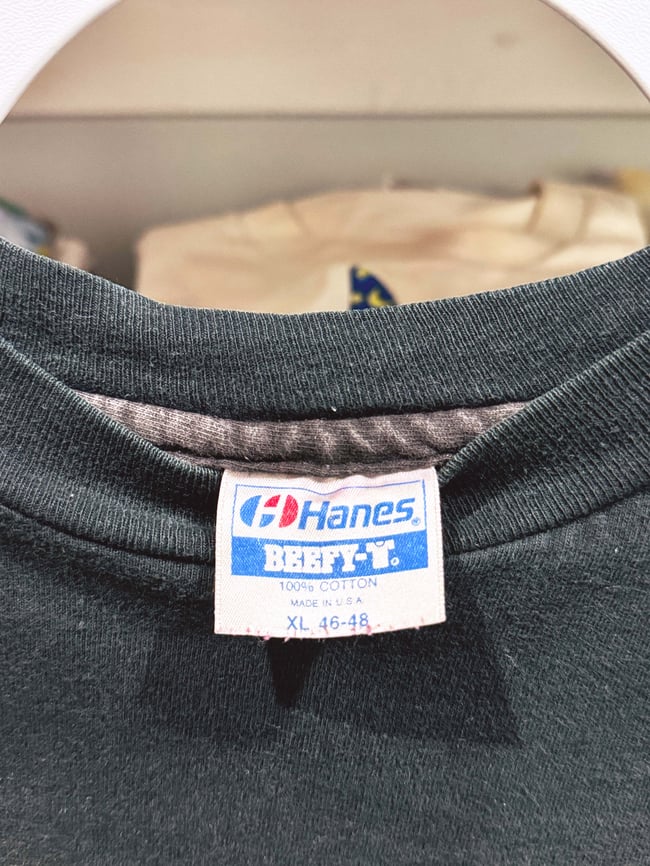 Hanes®
BEEFY-T®
100% COTTON
MADE IN U.S.A.
XL 46-48